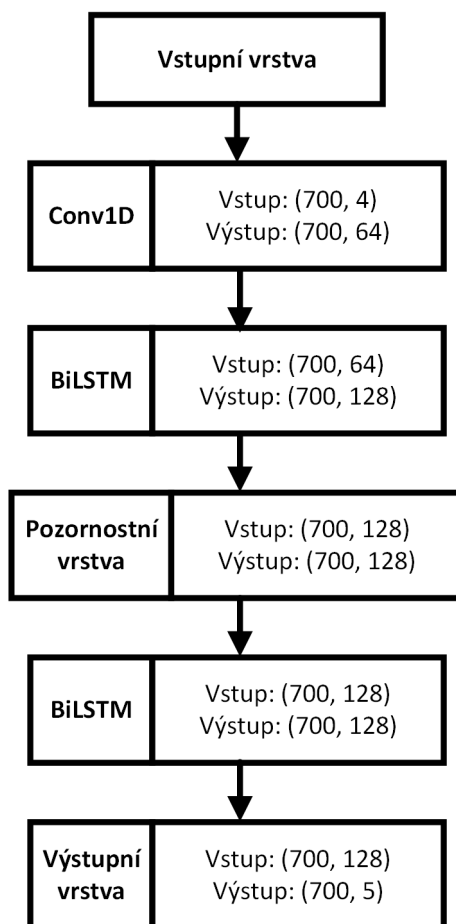 Vstupní vrstva
Conv1D
Vstup: (700, 4)
Výstup: (700, 64)
BiLSTM
Vstup: (700, 64)
Výstup: (700, 128)
Pozornostní
vrstva
Vstup: (700, 128)
Výstup: (700, 128)
BiLSTM
Vstup: (700, 128)
Výstup: (700, 128)
Výstupní
vrstva
Vstup: (700, 128)
Výstup: (700, 5)